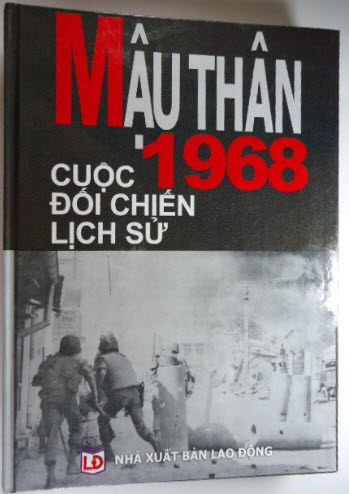 MẬU THÂN
1968
CUỘC
ĐỐI CHIẾN
LỊCH SỬ
LĐ
NHÀ XUẤT BẢN LAO ĐỘNG